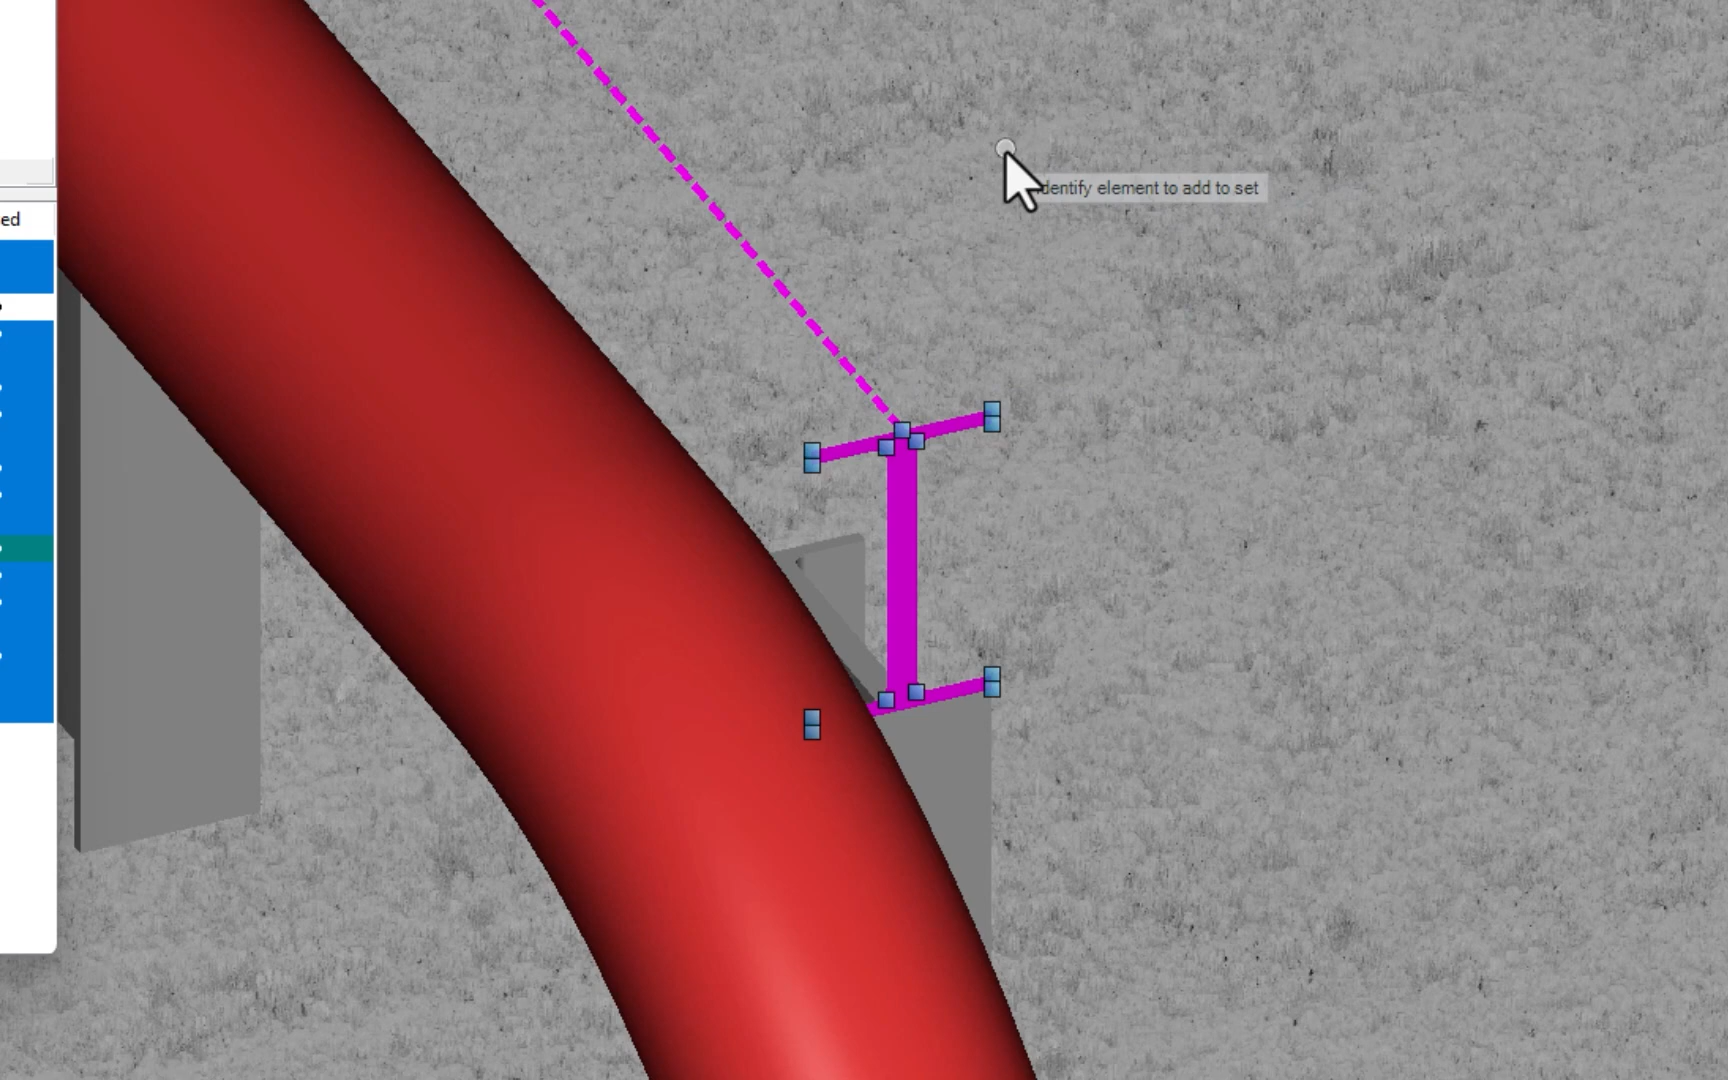 ed
dentify element to add to set